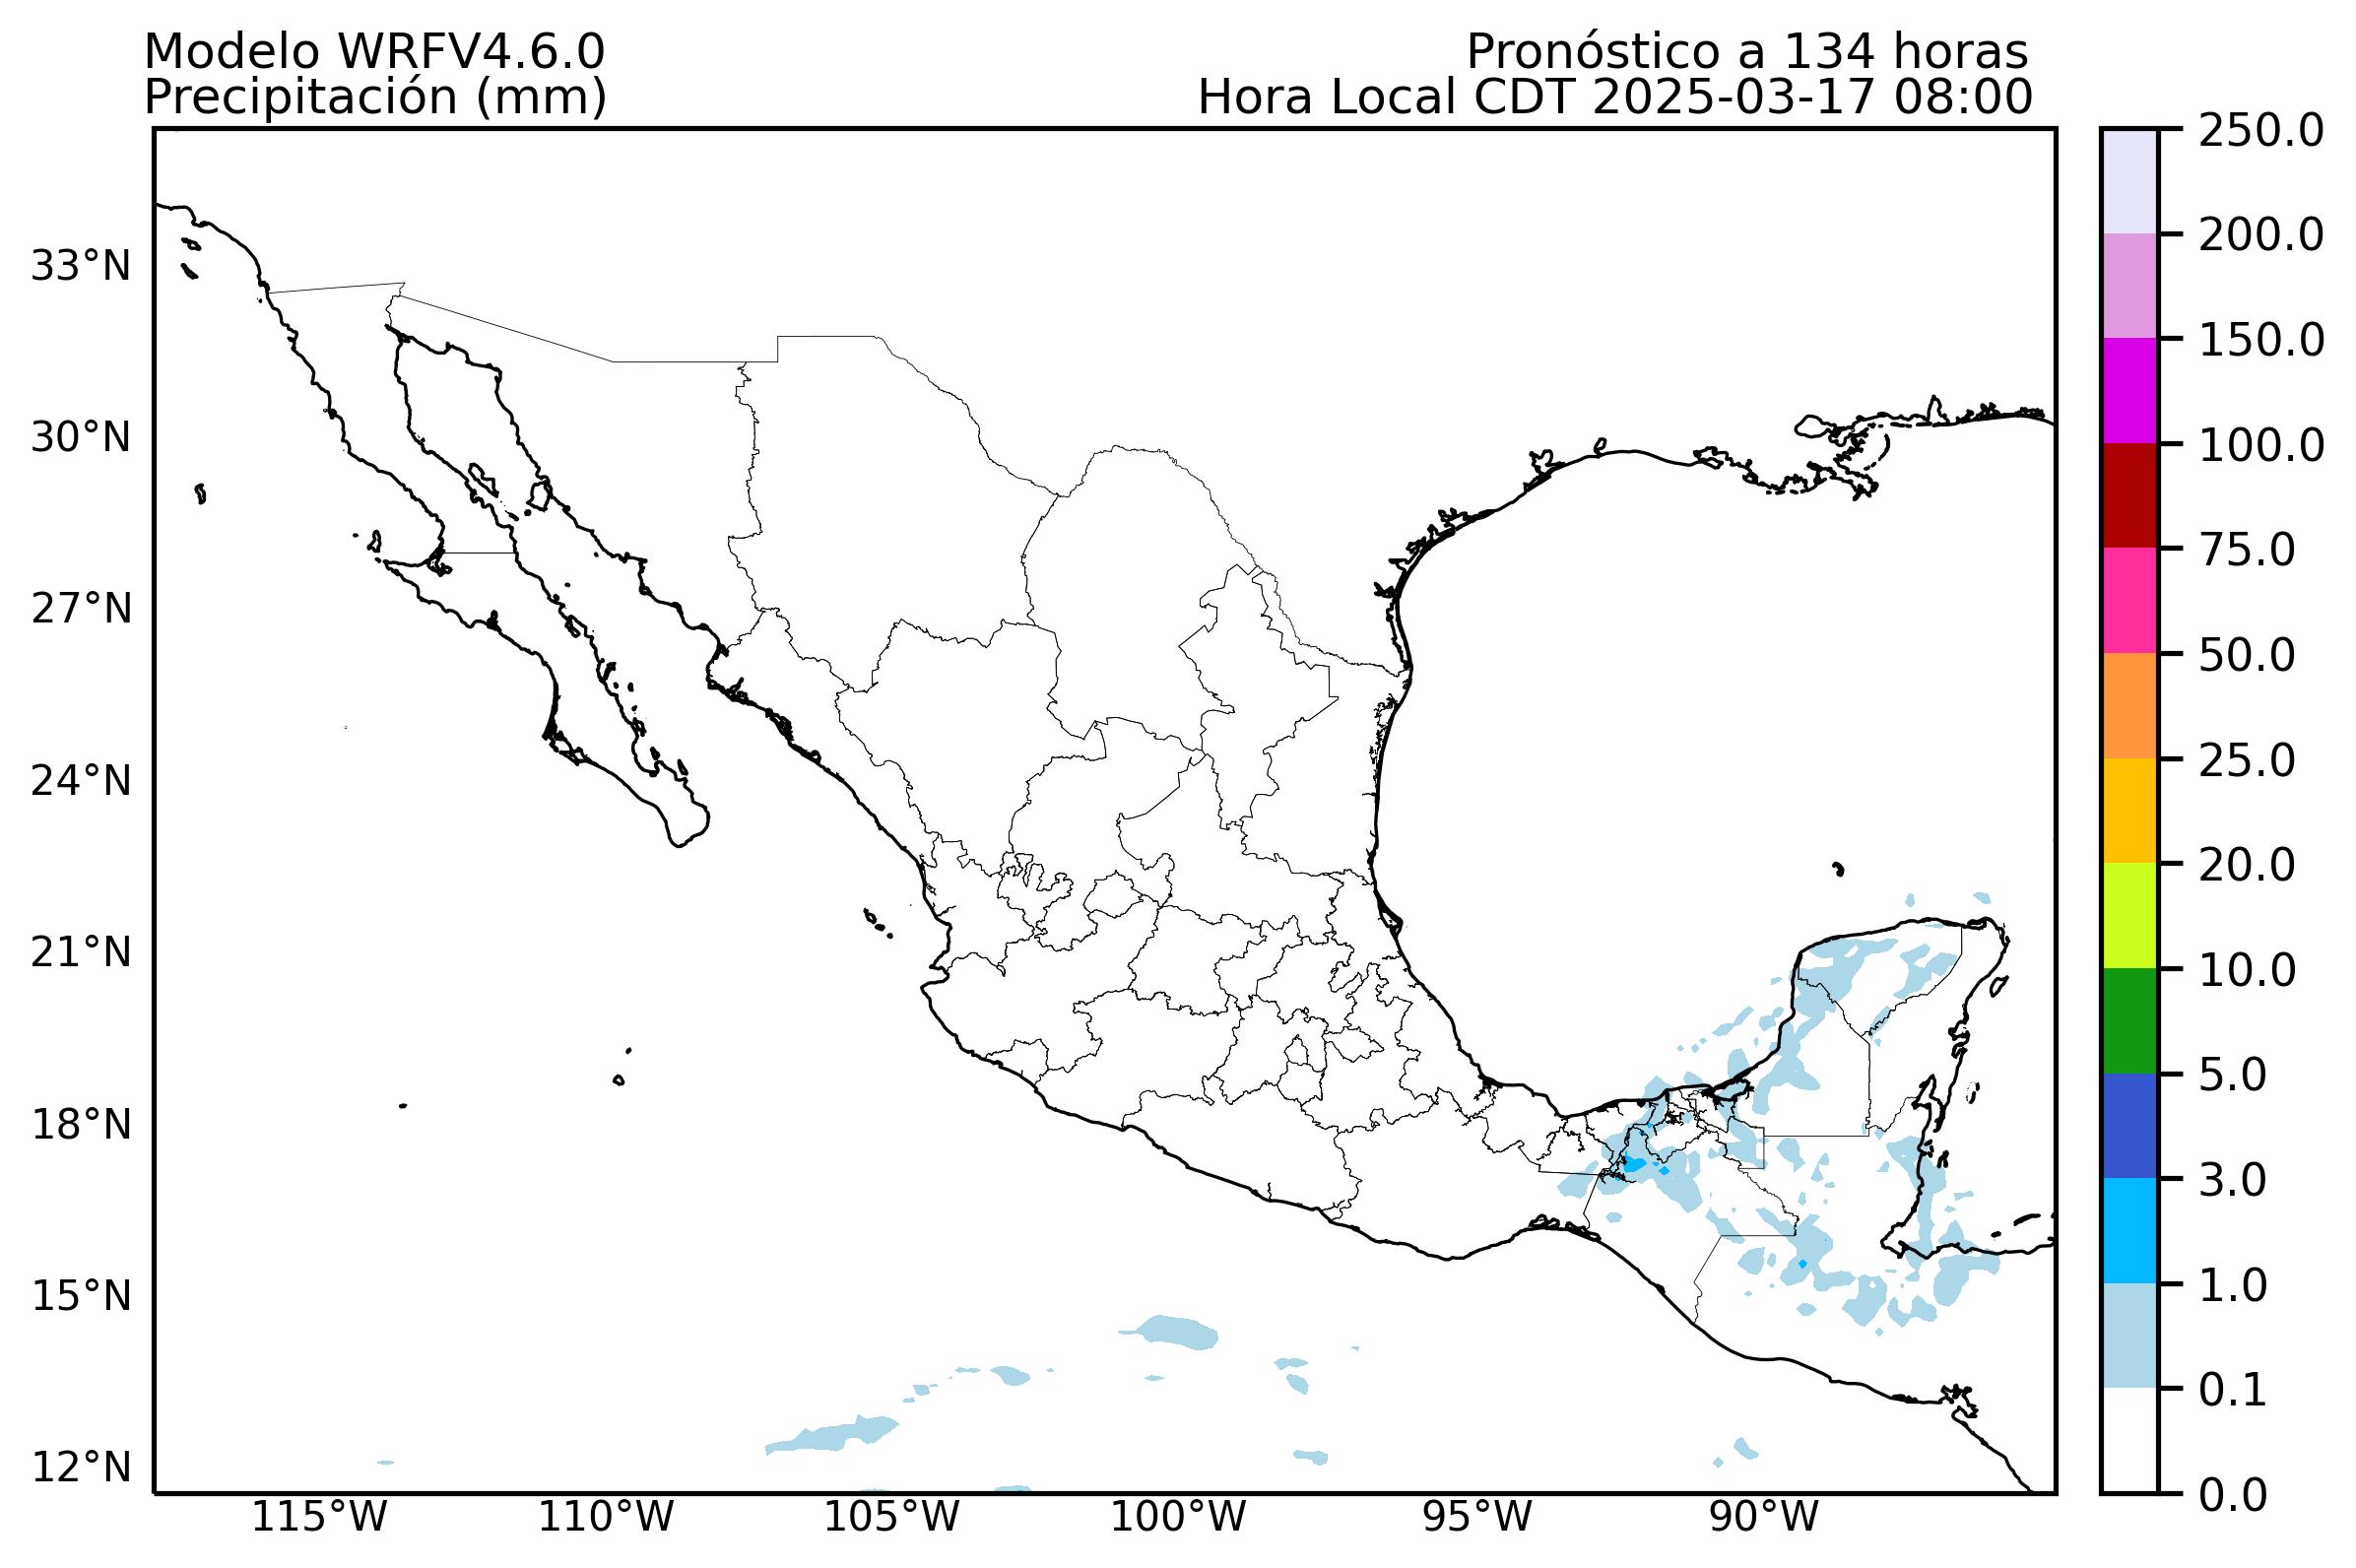 Modelo WRFV4.6.0
Precipitación (mm)
Pronóstico a 134 horas
Hora Local CDT 2025-03-17 08:00
33°N
30°N
27°N
24°N
21°N
18°N
15°N
12°N
115°W
110°W
105°W
100°W
95°W
90°W
250.0
200.0
150.0
100.0
75.0
50.0
25.0
20.0
10.0
5.0
3.0
1.0
0.1
0.0